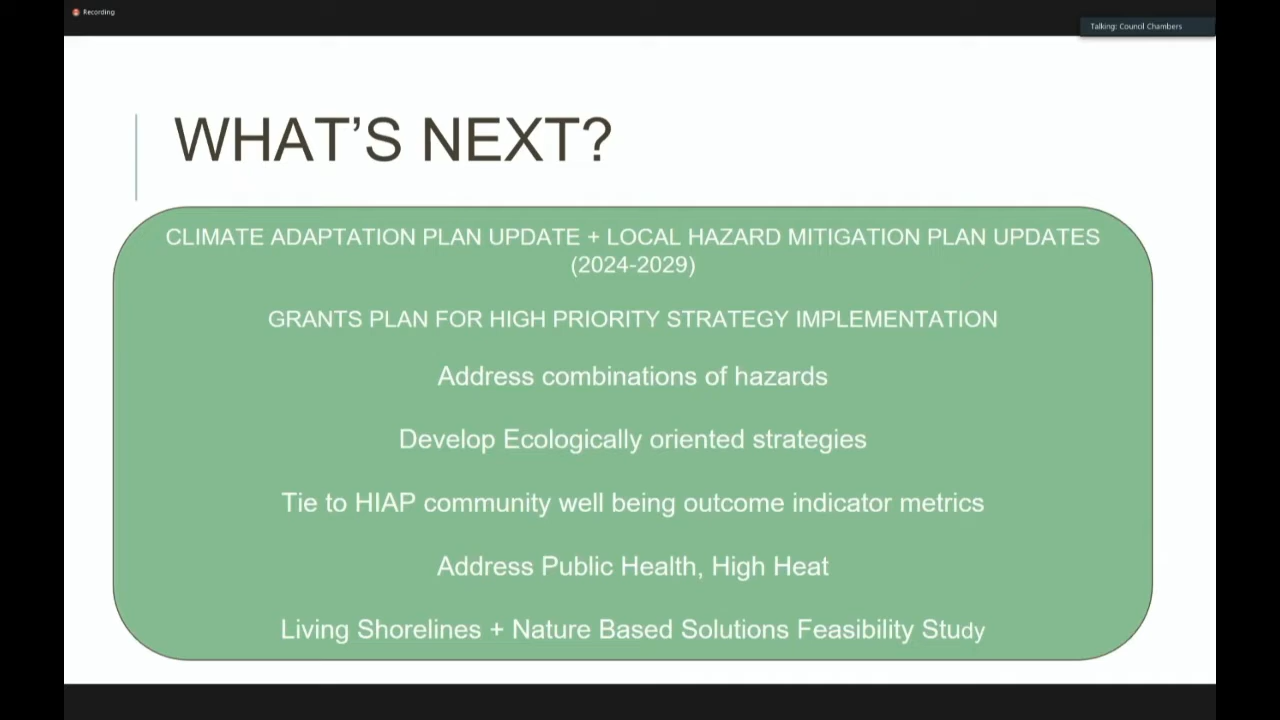 Recording
Talking: Council Chambers
WHAT’S NEXT?
CLIMATE ADAPTATION PLAN UPDATE + LOCAL HAZARD MITIGATION PLAN UPDATES
(2024-2029)
GRANTS PLAN FOR HIGH PRIORITY STRATEGY IMPLEMENTATION
Address combinations of hazards
Develop Ecologically oriented strategies
Tie to HIAP community well being outcome indicator metrics
Address Public Health, High Heat
Living Shorelines + Nature Based Solutions Feasibility Study